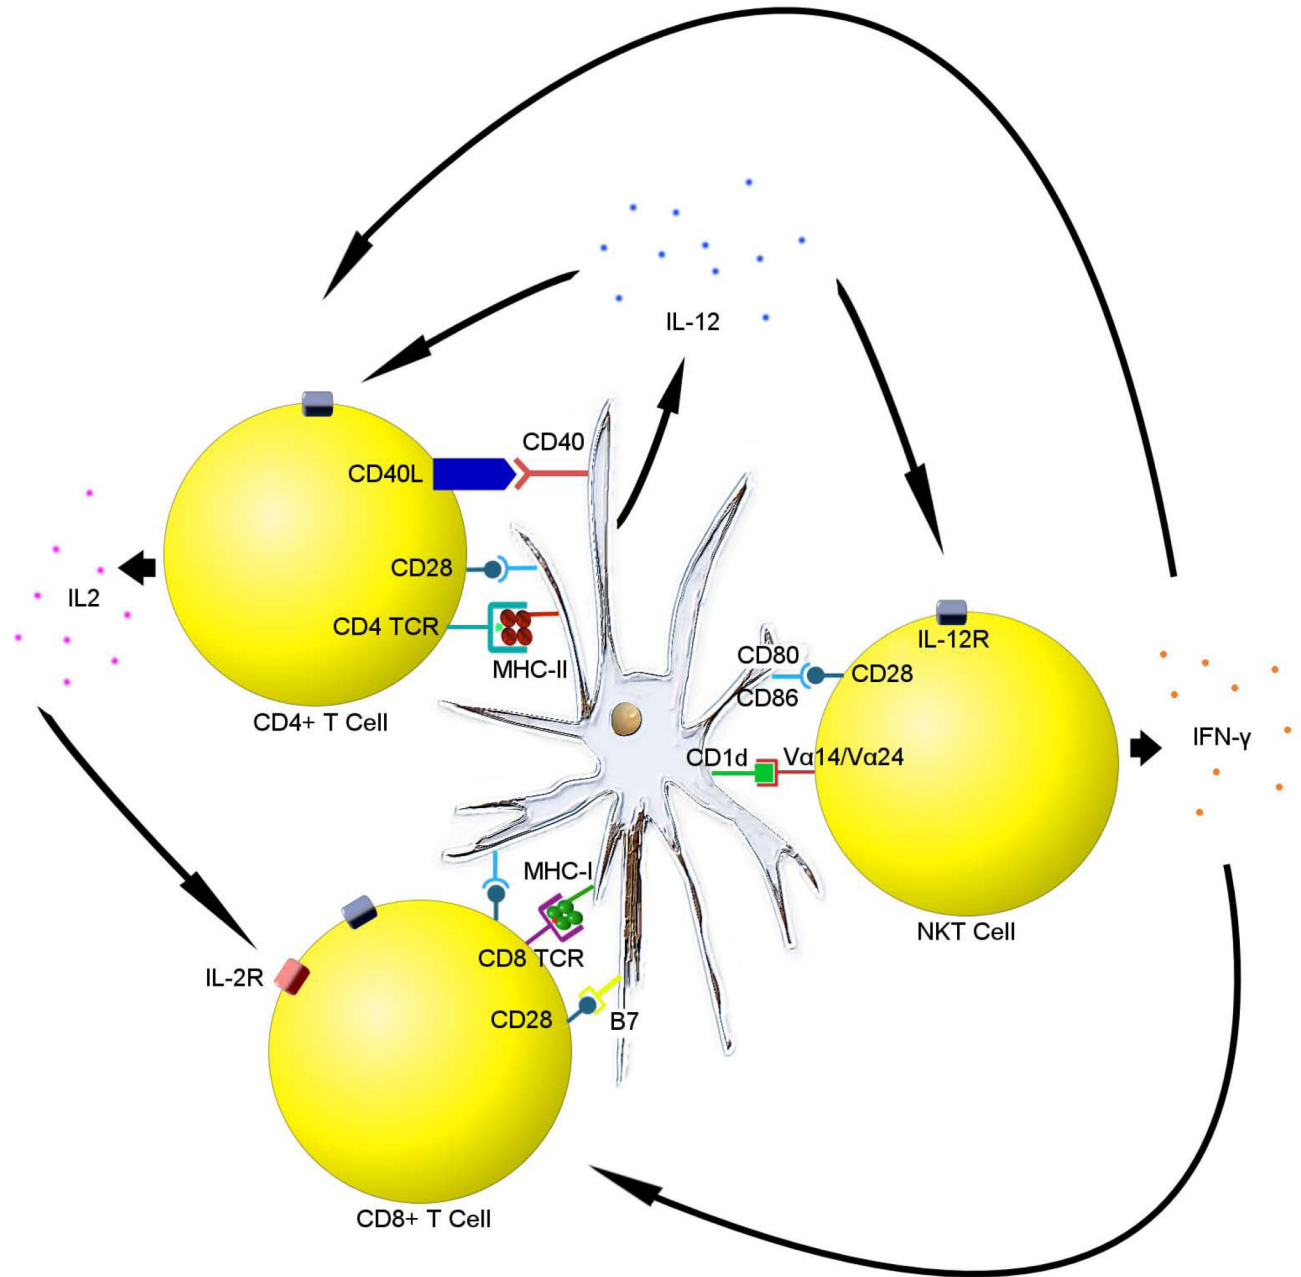 IL-12
CD40
CD40L
CD28
IL2
CD4 TCR
MHC-II
CD4+ T Cell
IL-12R
CD80
CD28
CD86
IFN-γ
CD1d
Vα14/Vα24
MHC-I
NKT Cell
CD8 TCR
IL-2R
CD28
B7
CD8+ T Cell